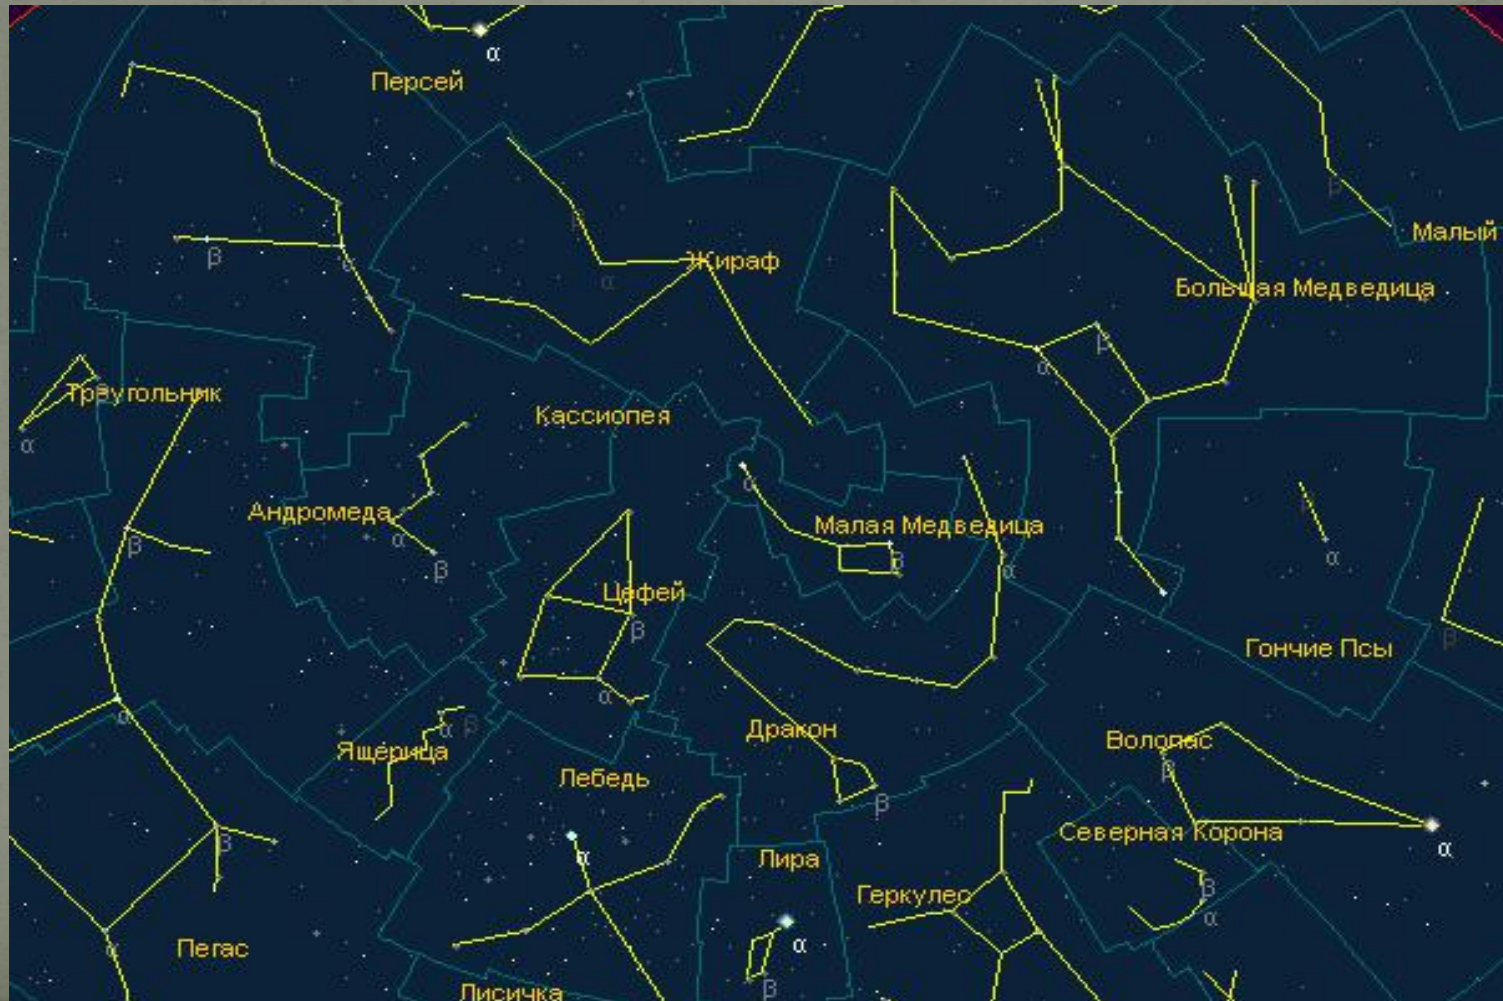 α
Персей
β
Малый
β
α
Жираф
α
Большая Медведица
β
α
Треугольник
β
α
Кассиопея
α
Андромеда
α
β
Малая Медведица
β
α
α
β
Цефей
β
β
Гончие Псы
α
α
α
β
Ящерица
Дракон
Волопас
β
Лебедь
β
Северная Корона
β
α
α
Лира
Геркулес
β
α
α
α
Пегас
β
Лисичка